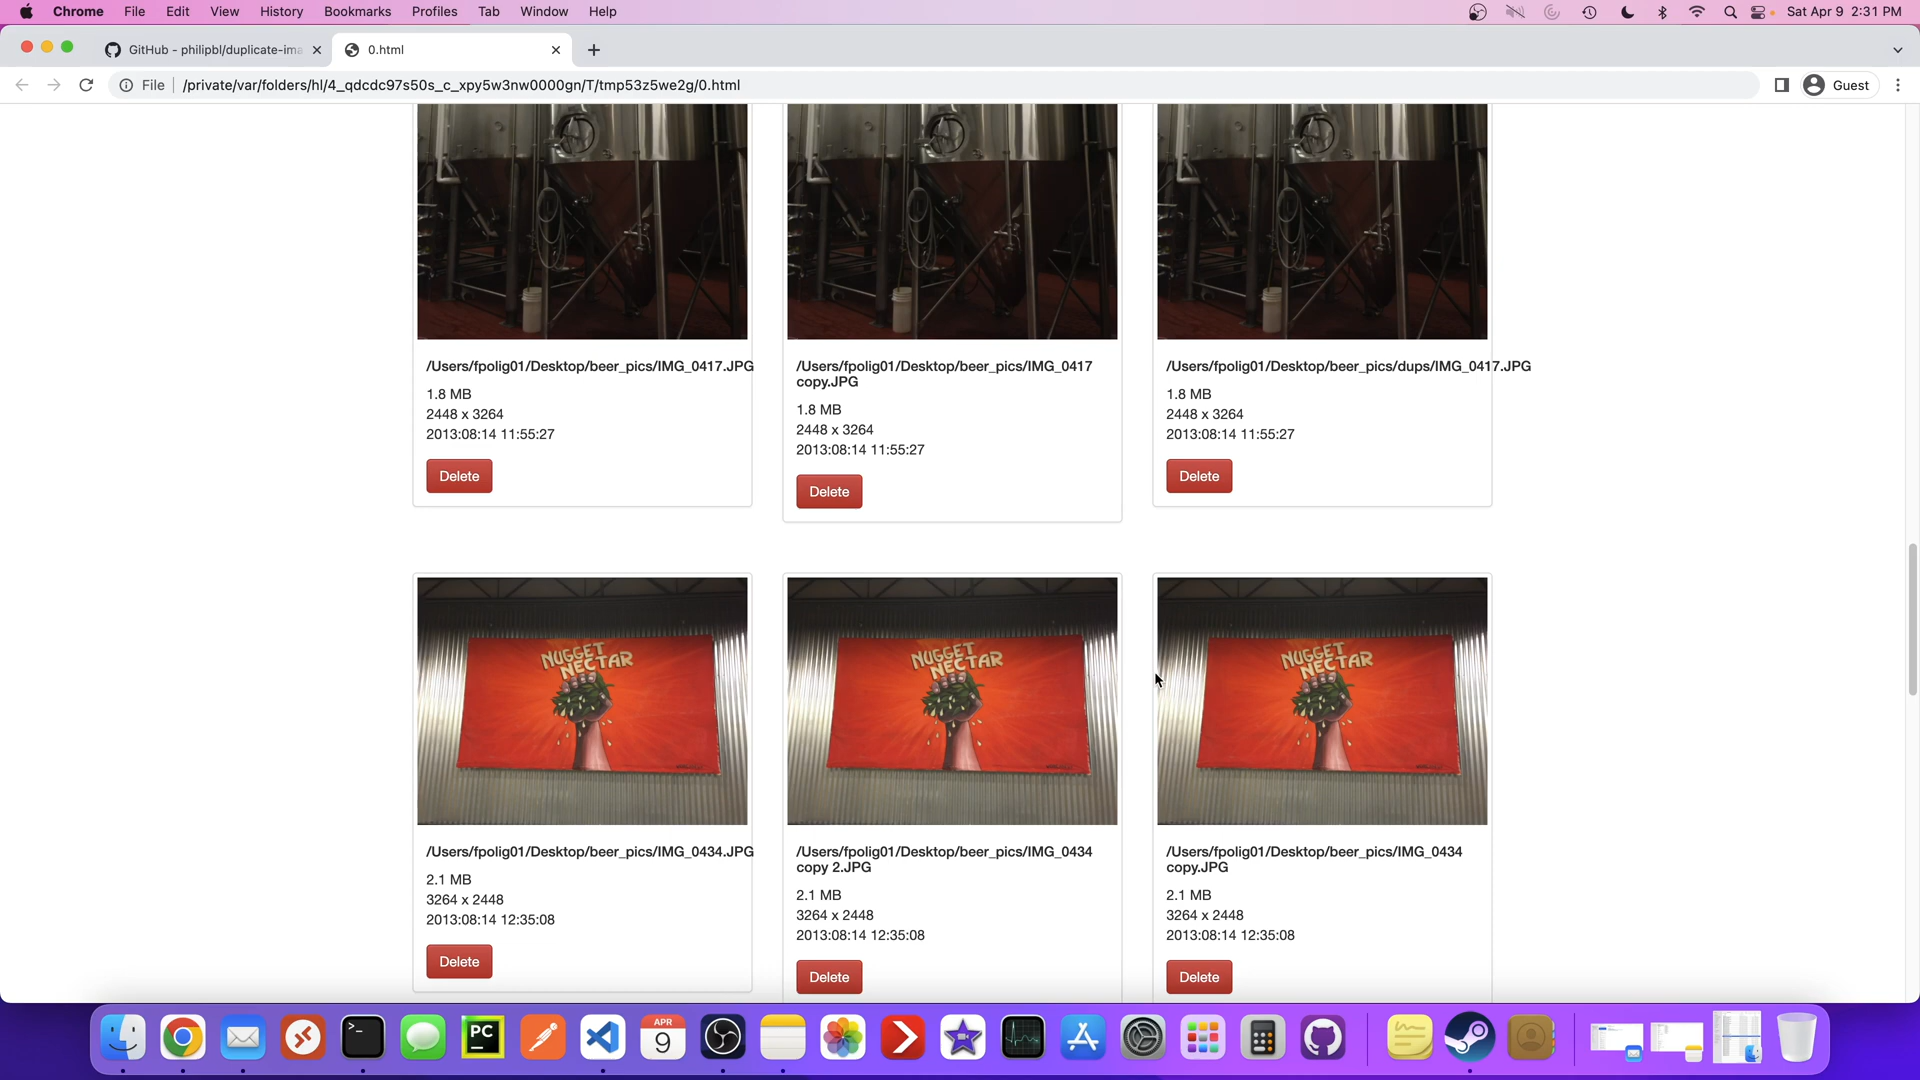 Chrome File Edit View History Bookmarks Profiles Tab Window Help Sat Apr 9 2:31 PM
GitHub - philipbl/duplicate-ima 0.html
File /private/var/folders/hl/4_qdcdc97s50s_c_xpy5w3nw0000gn/T/tmp53z5we2g/0.html Guest
/Users/fpolig01/Desktop/beer_pics/IMG_0417.JPG
1.8 MB
2448 x 3264
2013:08:14 11:55:27
Delete
/Users/fpolig01/Desktop/beer_pics/IMG_0417
copy.JPG
1.8 MB
2448 x 3264
2013:08:14 11:55:27
Delete
/Users/fpolig01/Desktop/beer_pics/dups/IMG_0417.JPG
1.8 MB
2448 x 3264
2013:08:14 11:55:27
Delete
NUGGET
NECTAR
/Users/fpolig01/Desktop/beer_pics/IMG_0434.JPG
2.1 MB
3264 x 2448
2013:08:14 12:35:08
Delete
NUGGET
NECTAR
/Users/fpolig01/Desktop/beer_pics/IMG_0434
copy 2.JPG
2.1 MB
3264 x 2448
2013:08:14 12:35:08
Delete
NUGGET
NECTAR
/Users/fpolig01/Desktop/beer_pics/IMG_0434
copy.JPG
2.1 MB
3264 x 2448
2013:08:14 12:35:08
Delete
PC
APR
9